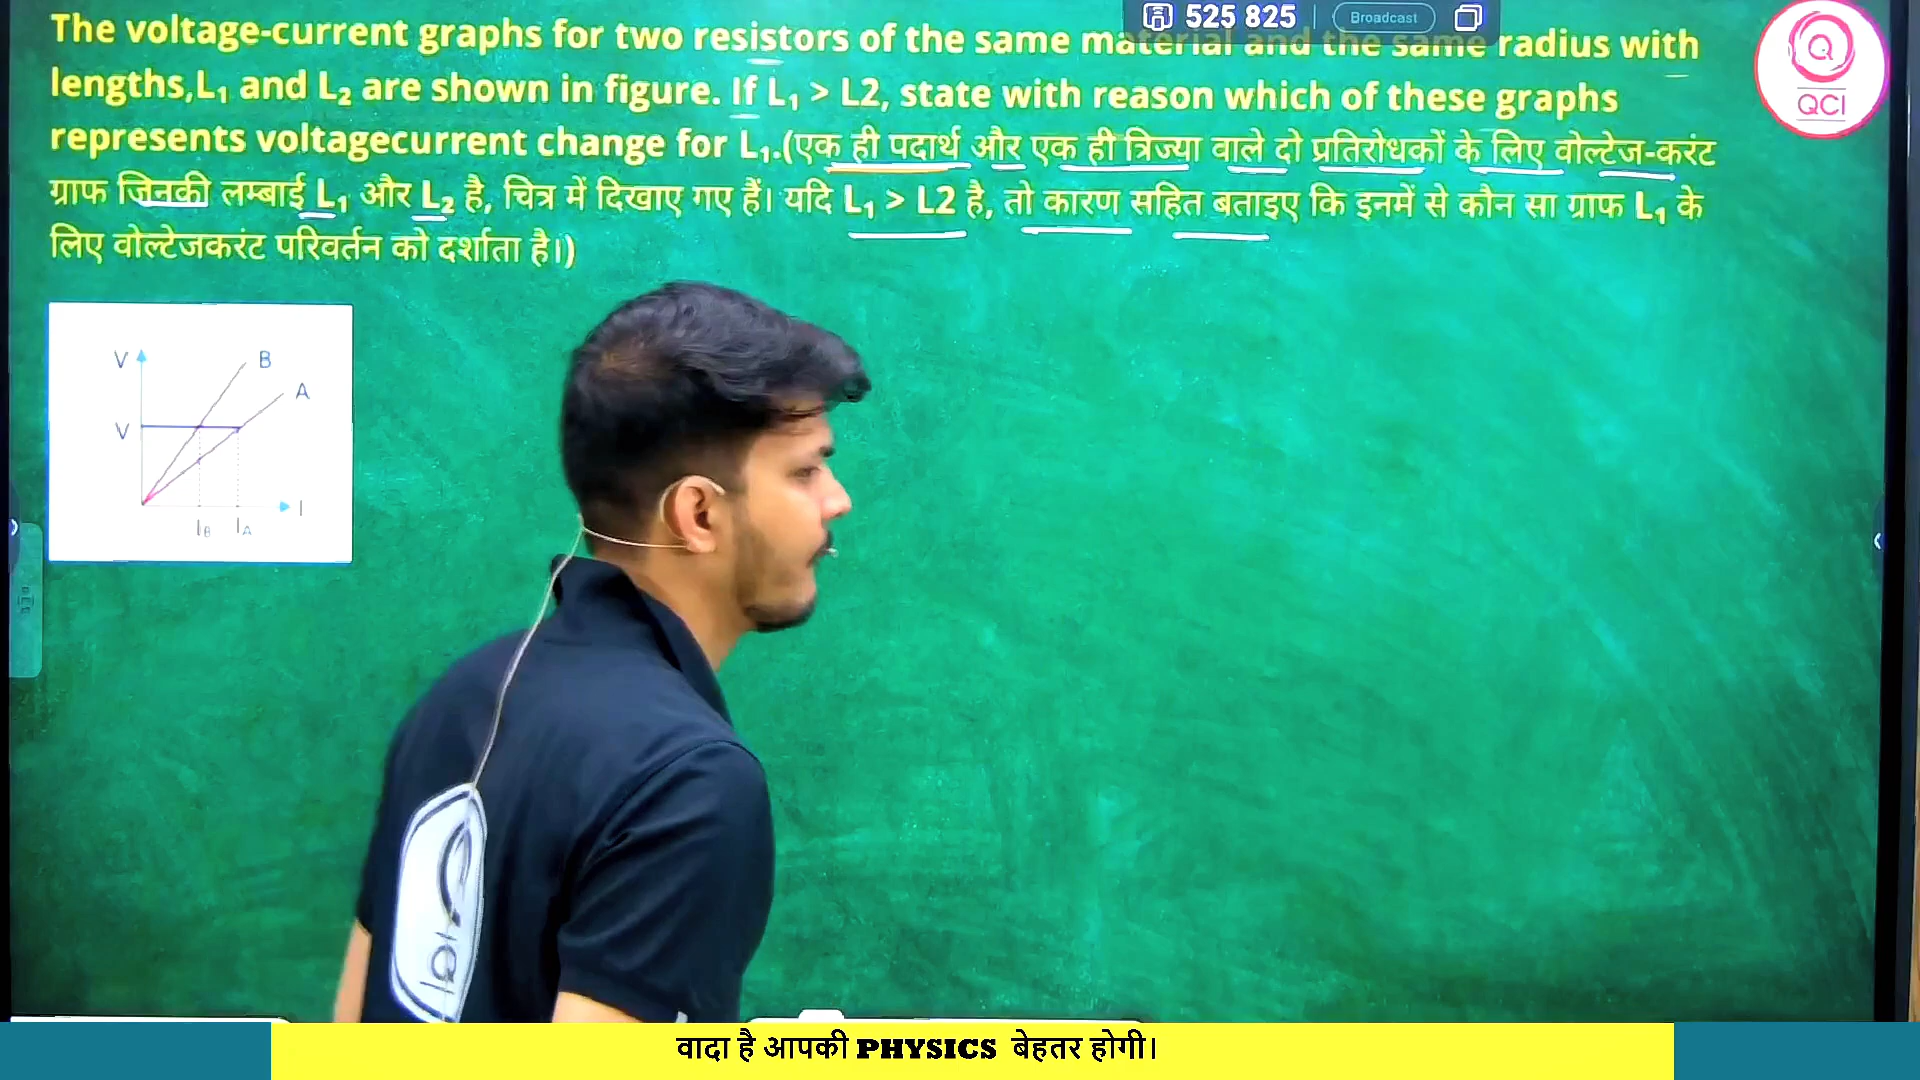 525 825 | Broadcast
The voltage-current graphs for two resistors of the same material and the same radius with
lengths,L₁ and L₂ are shown in figure. If L₁ > L2, state with reason which of these graphs
represents voltagecurrent change for L₁.(एक ही पदार्थ और एक ही त्रिज्या वाले दो प्रतिरोधकों के लिए वोल्टेज-करंट
ग्राफ जिनकी लम्बाई L₁ और L₂ है, चित्र में दिखाए गए हैं। यदि L₁ > L2 है, तो कारण सहित बताइए कि इनमें से कौन सा ग्राफ L₁ के
लिए वोल्टेजकरंट परिवर्तन को दर्शाता है।)
QCI
V
B
A
V
I
I_B I_A
QCI
वादा है आपकी PHYSICS बेहतर होगी।